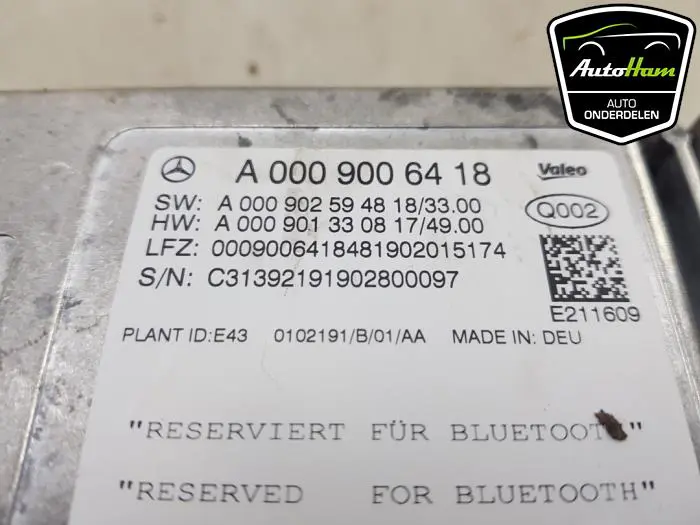 AutoHam
AUTO
ONDERDELEN
A 000 900 64 18
Valeo
SW: A 000 902 59 48 18/33.00
HW: A 000 901 33 08 17/49.00
Q002
LFZ: 0009006418481902015174
S/N: C31392191902800097
E211609
PLANT ID:E43 0102191/B/01/AA MADE IN: DEU
"RESERVIERT FÜR BLUETOOTH"
"RESERVED FOR BLUETOOTH"